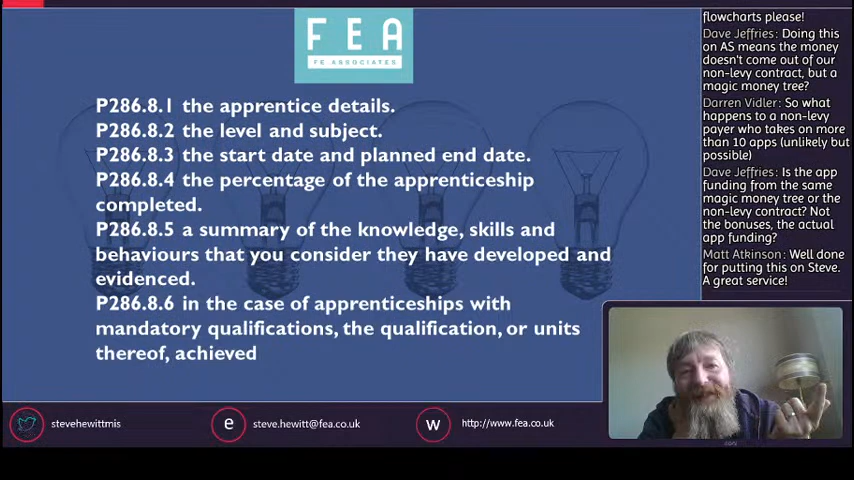 FEA
FE ASSOCIATES
P286.8.1 the apprentice details.
P286.8.2 the level and subject.
P286.8.3 the start date and planned end date.
P286.8.4 the percentage of the apprenticeship
completed.
P286.8.5 a summary of the knowledge, skills and
behaviours that you consider they have developed and
evidenced.
P286.8.6 in the case of apprenticeships with
mandatory qualifications, the qualification, or units
thereof, achieved
flowcharts please!
Dave Jeffries: Doing this
on AS means the money
doesn't come out of our
non-levy contract, but a
magic money tree?
Darren Vidler: So what
happens to a non-levy
payer who takes on more
than 10 apps (unlikely but
possible)
Dave Jeffries: Is the app
funding from the same
magic money tree or the
non-levy contract? Not
the bonuses, the actual
app funding?
Matt Atkinson: Well done
for putting this on Steve.
A great service!
stevehewittmis
e
steve.hewitt@fea.co.uk
w
http://www.fea.co.uk